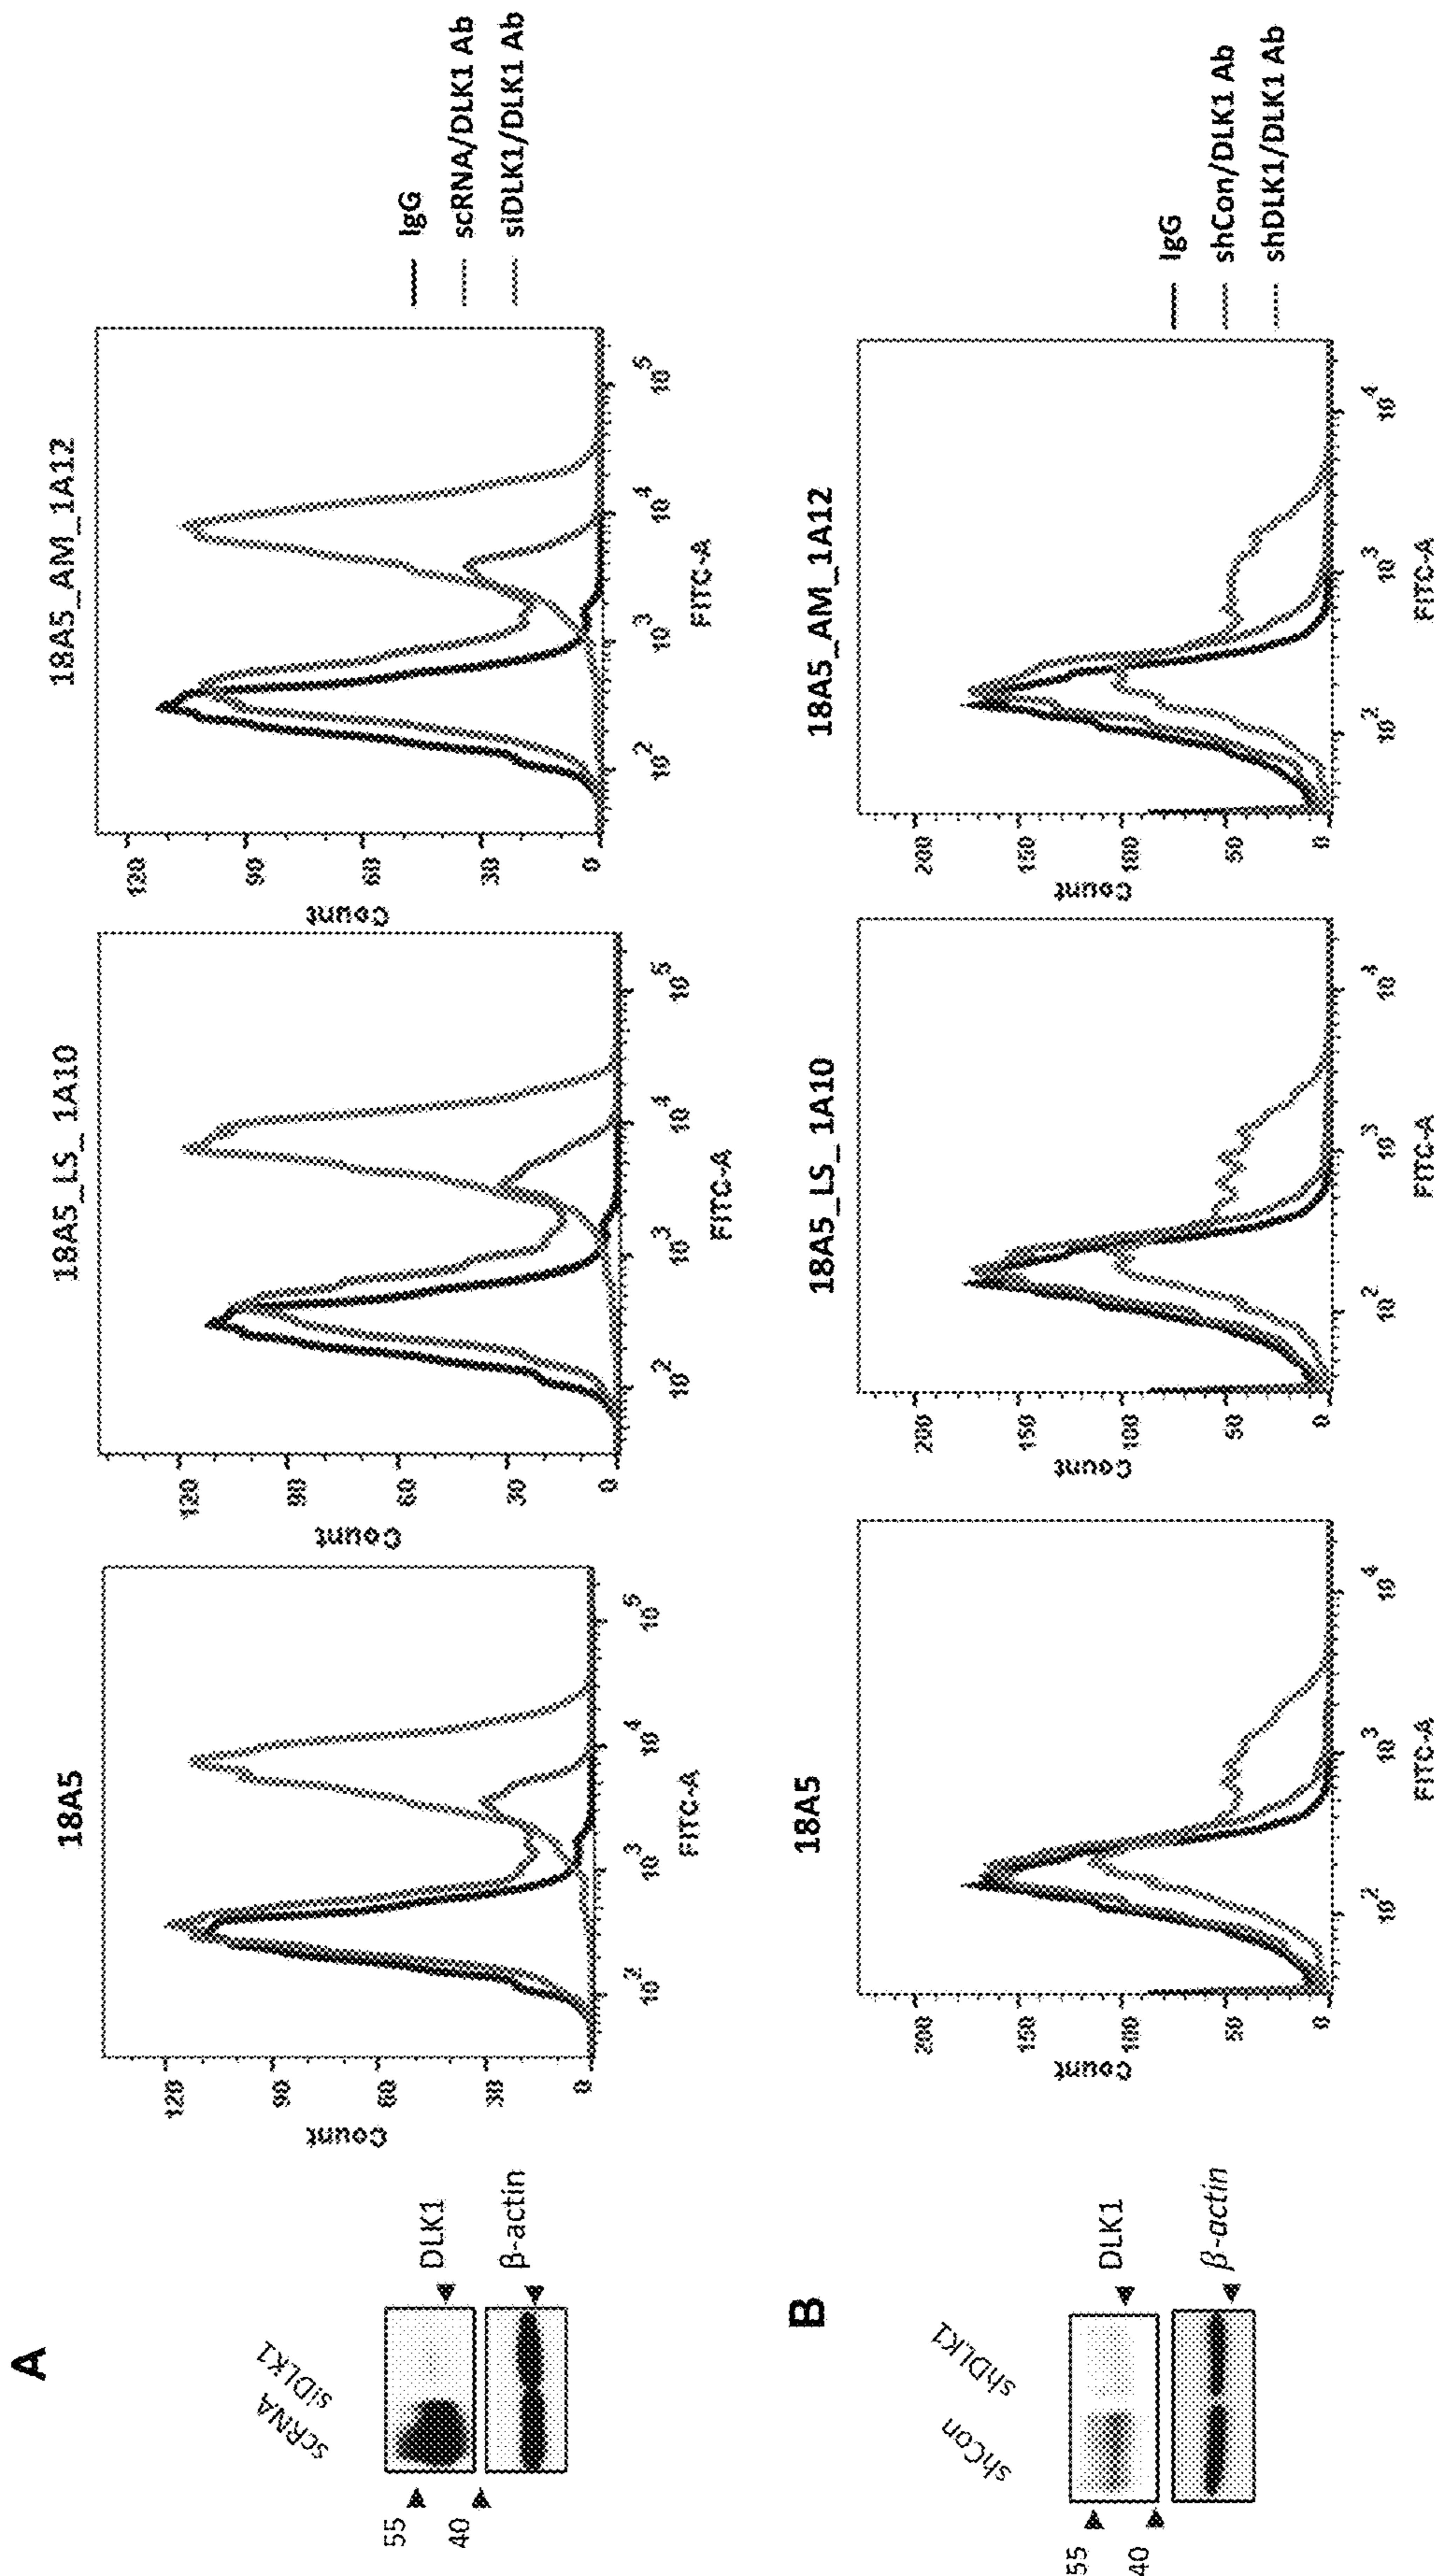 A
scRNA
siDLK1
55
40
DLK1
β-actin
18A5
Count
120
90
60
30
0
10^2
10^3
10^4
10^5
FITC-A
18A5_LS_1A10
Count
120
90
60
30
0
10^2
10^3
10^4
10^5
FITC-A
18A5_AM_1A12
Count
120
90
60
30
0
10^2
10^3
10^4
10^5
FITC-A
IgG
scRNA/DLK1 Ab
siDLK1/DLK1 Ab
B
shCon
shDLK1
55
40
DLK1
β-actin
18A5
Count
200
150
100
50
0
10^2
10^3
10^4
FITC-A
18A5_LS_1A10
Count
200
150
100
50
0
10^2
10^3
10^3
FITC-A
18A5_AM_1A12
Count
200
150
100
50
0
10^2
10^3
10^4
FITC-A
IgG
shCon/DLK1 Ab
shDLK1/DLK1 Ab